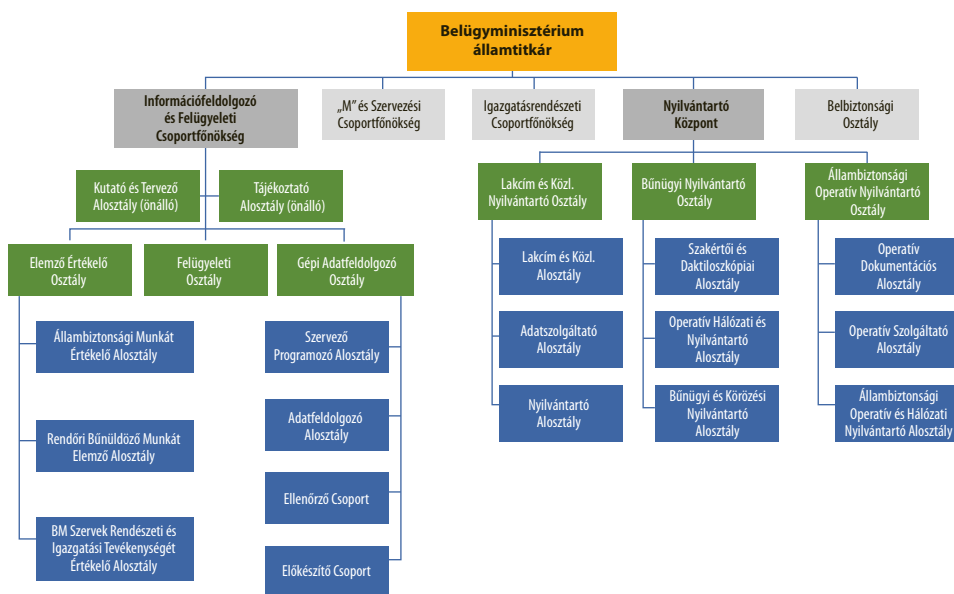 Belügyminisztérium
államtitkár
Információfeldolgozó
és Felügyeleti
Csoportfőnökség
„M” és Szervezési
Csoportfőnökség
Igazgatásrendészeti
Csoportfőnökség
Nyilvántartó
Központ
Belbiztonsági
Osztály
Kutató és Tervező
Alosztály (önálló)
Tájékoztató
Alosztály (önálló)
Lakcím és Közl.
Nyilvántartó Osztály
Bűnügyi Nyilvántartó
Osztály
Állambiztonsági
Operatív Nyilvántartó
Osztály
Elemző Értékelő
Osztály
Felügyeleti
Osztály
Gépi Adatfeldolgozó
Osztály
Lakcím és Közl.
Alosztály
Szakértői és
Daktiloszkópiai
Alosztály
Operatív
Dokumentációs
Alosztály
Állambiztonsági Munkát
Értékelő Alosztály
Szervező
Programozó Alosztály
Adatszolgáltató
Alosztály
Operatív Hálózati és
Nyilvántartó
Alosztály
Operatív Szolgáltató
Alosztály
Nyilvántartó
Alosztály
Bűnügyi és Körözési
Nyilvántartó
Alosztály
Állambiztonsági
Operatív és Hálózati
Nyilvántartó Alosztály
Rendőri Bűnüldöző Munkát
Elemző Alosztály
Adatfeldolgozó
Alosztály
Ellenőrző Csoport
BM Szervek Rendészeti és
Igazgatási Tevékenységét
Értékelő Alosztály
Előkészítő Csoport